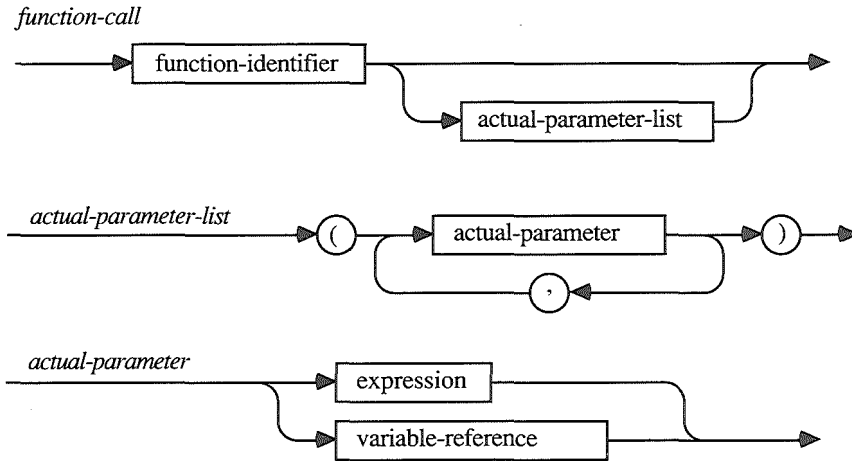 function-call
function-identifier
actual-parameter-list
actual-parameter-list
( actual-parameter )
,
actual-parameter
expression
variable-reference